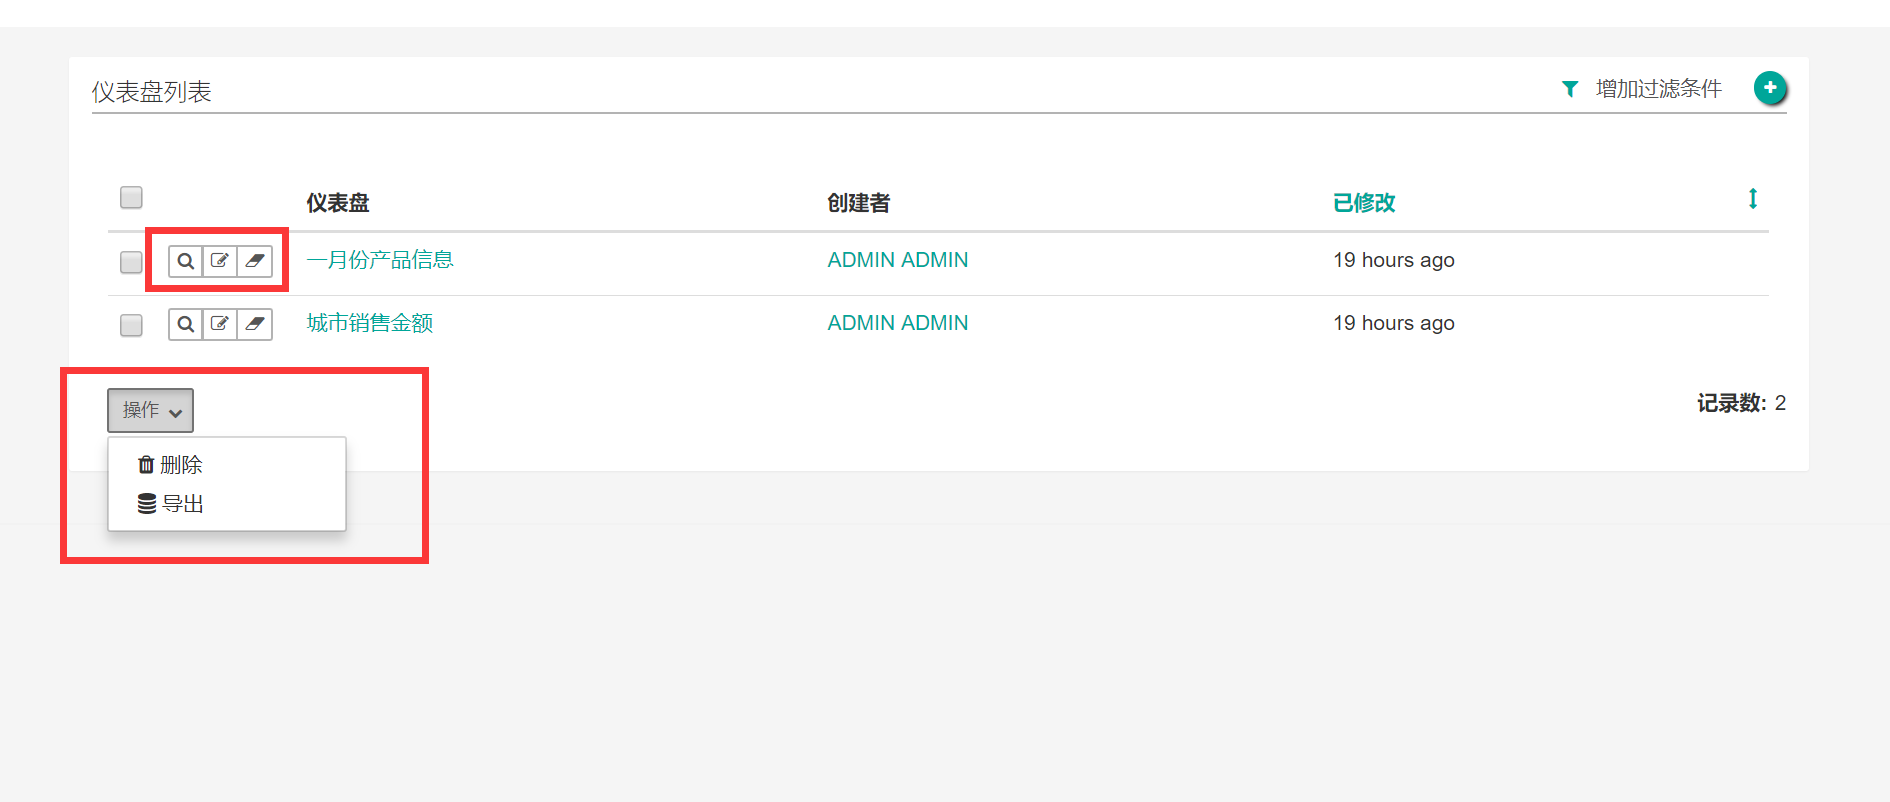 仪表盘列表
增加过滤条件
仪表盘 创建者 已修改
一月份产品信息 ADMIN ADMIN 19 hours ago
城市销售金额 ADMIN ADMIN 19 hours ago
操作
记录数: 2
删除
导出